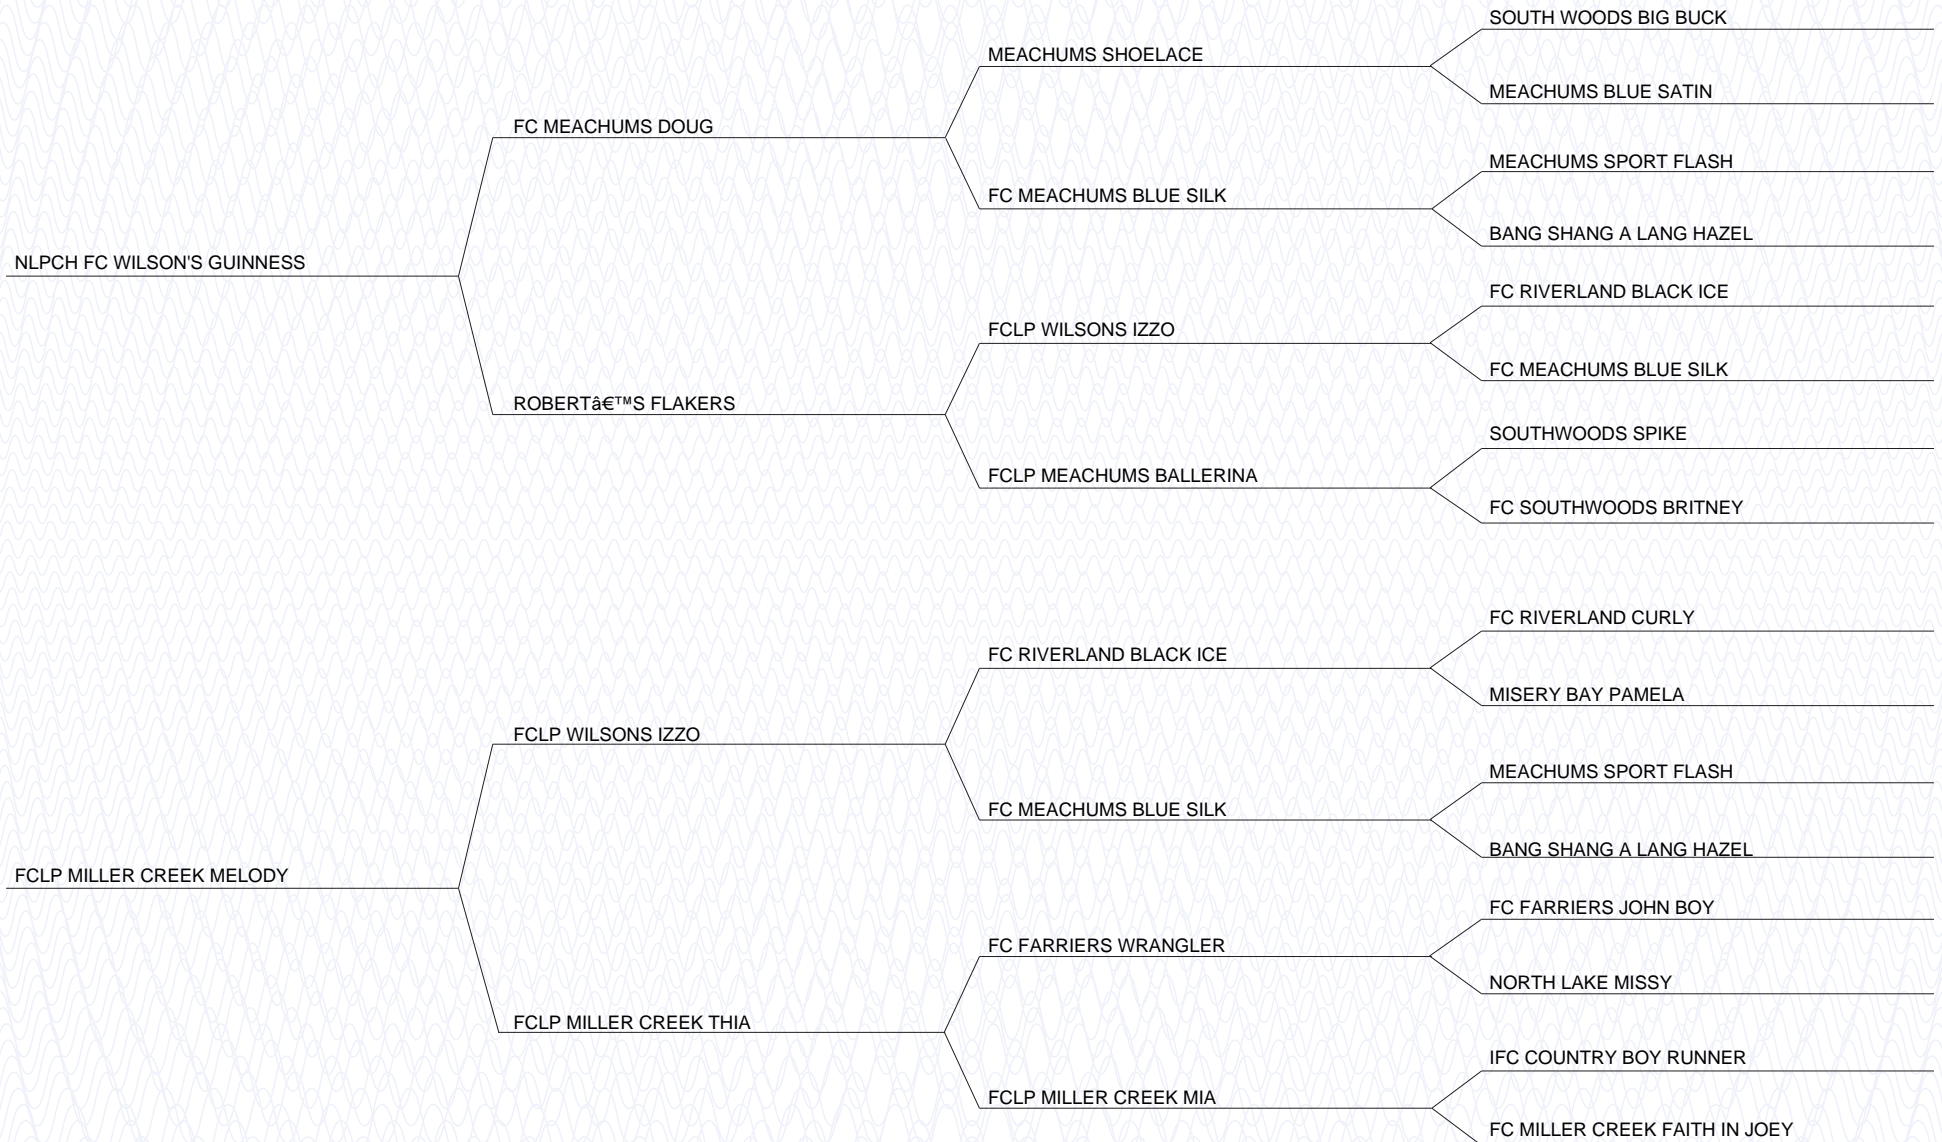 SOUTH WOODS BIG BUCK
MEACHUMS SHOELACE
MEACHUMS BLUE SATIN
FC MEACHUMS DOUG
MEACHUMS SPORT FLASH
FC MEACHUMS BLUE SILK
BANG SHANG A LANG HAZEL
NLPCH FC WILSON'S GUINNESS
FC RIVERLAND BLACK ICE
FCLP WILSONS IZZO
FC MEACHUMS BLUE SILK
ROBERTâ€™S FLAKERS
SOUTHWOODS SPIKE
FCLP MEACHUMS BALLERINA
FC SOUTHWOODS BRITNEY
FC RIVERLAND CURLY
FC RIVERLAND BLACK ICE
MISERY BAY PAMELA
FCLP WILSONS IZZO
MEACHUMS SPORT FLASH
FC MEACHUMS BLUE SILK
BANG SHANG A LANG HAZEL
FCLP MILLER CREEK MELODY
FC FARRIERS JOHN BOY
FC FARRIERS WRANGLER
NORTH LAKE MISSY
FCLP MILLER CREEK THIA
IFC COUNTRY BOY RUNNER
FCLP MILLER CREEK MIA
FC MILLER CREEK FAITH IN JOEY